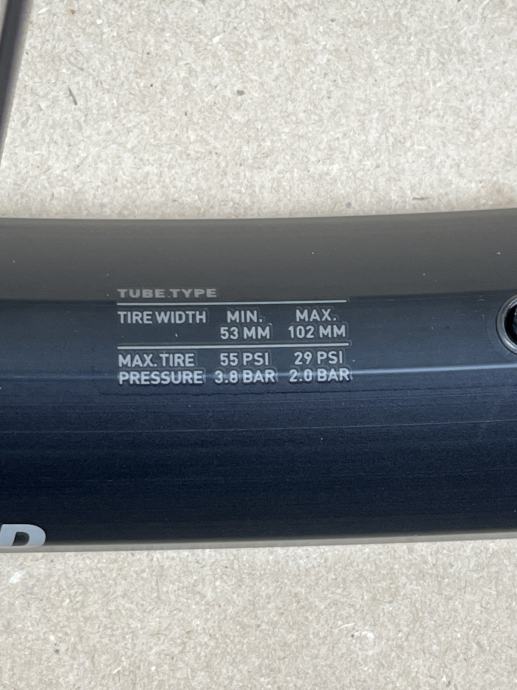 TUBE TYPE
TIRE WIDTH MIN. MAX.
53 MM 102 MM
MAX. TIRE 55 PSI 29 PSI
PRESSURE 3.8 BAR 2.0 BAR